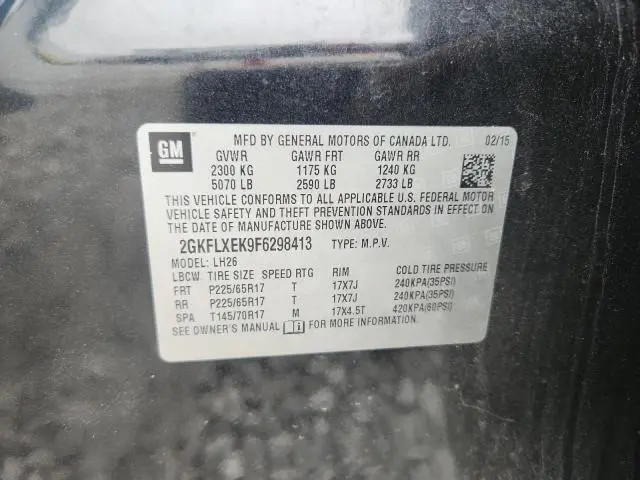 GM MFD BY GENERAL MOTORS OF CANADA LTD. 02/15
GVWR GAWR FRT GAWR RR
2300 KG 1175 KG 1240 KG
5070 LB 2590 LB 2733 LB
THIS VEHICLE CONFORMS TO ALL APPLICABLE U.S. FEDERAL MOTOR
VEHICLE SAFETY AND THEFT PREVENTION STANDARDS IN EFFECT ON
THE DATE OF MANUFACTURE SHOWN ABOVE.
2GKFLXEK9F6298413 TYPE: M.P.V.
MODEL: LH26
LBCW TIRE SIZE SPEED RTG RIM COLD TIRE PRESSURE
FRT P225/65R17 T 17X7J 240KPA(35PSI)
RR P225/65R17 T 17X7J 240KPA(35PSI)
SPA T145/70R17 M 17X4.5T 420KPA(60PSI)
SEE OWNER'S MANUAL FOR MORE INFORMATION.